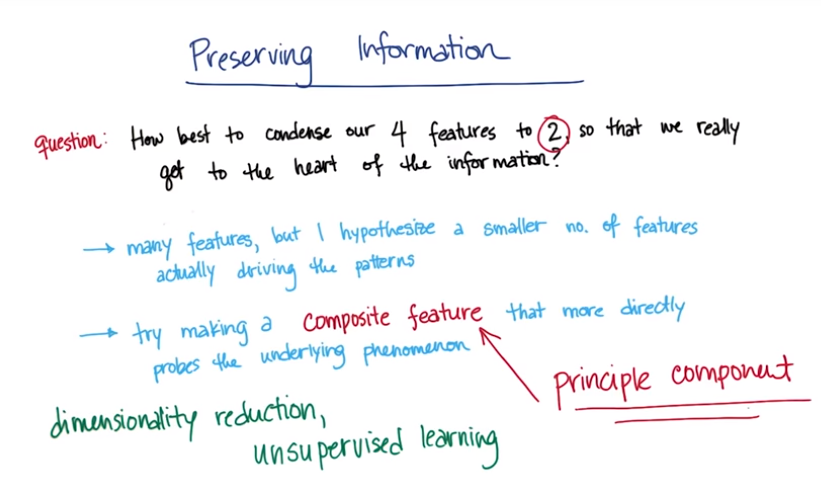 Preserving Information
question: How best to condense our 4 features to 2, so that we really
get to the heart of the information?
→ many features, but I hypothesize a smaller no. of features
actually driving the patterns
→ try making a composite feature that more directly
probes the underlying phenomenon
principle component
dimensionality reduction,
unsupervised learning